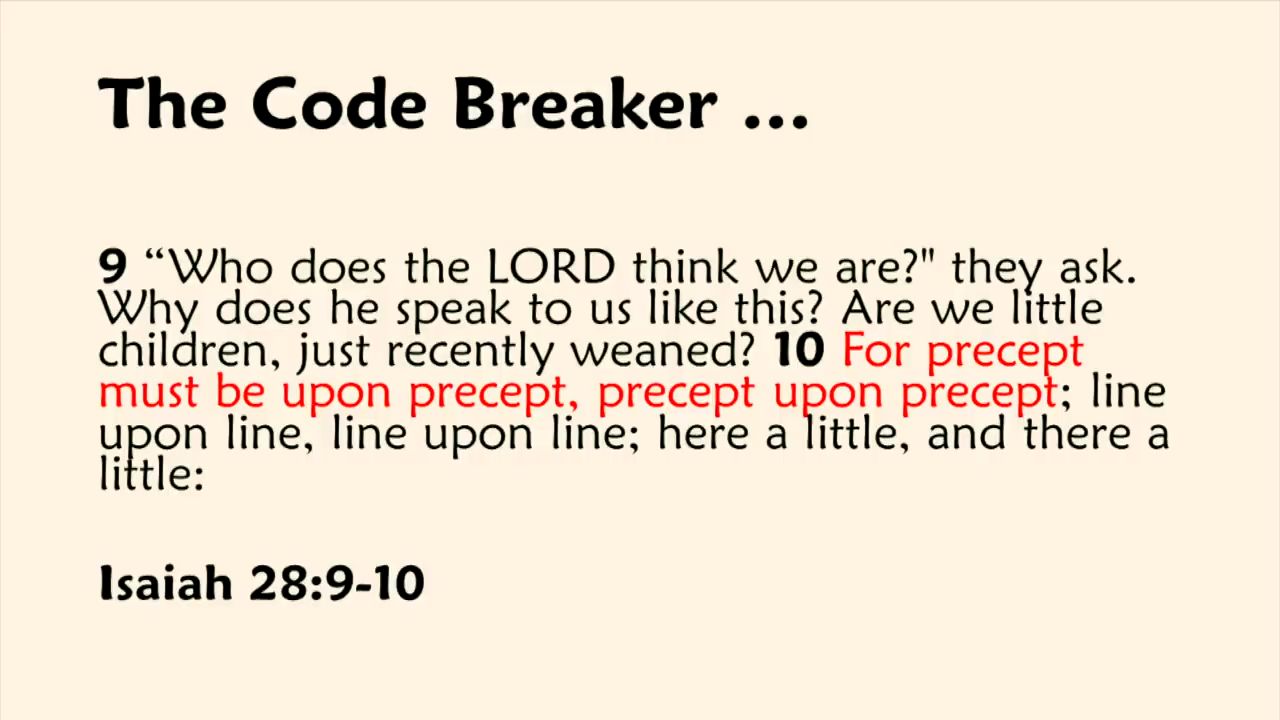 The Code Breaker ...
9 “Who does the LORD think we are?" they ask.
Why does he speak to us like this? Are we little
children, just recently weaned? 10 For precept
must be upon precept, precept upon precept; line
upon line, line upon line; here a little, and there a
little:
Isaiah 28:9-10